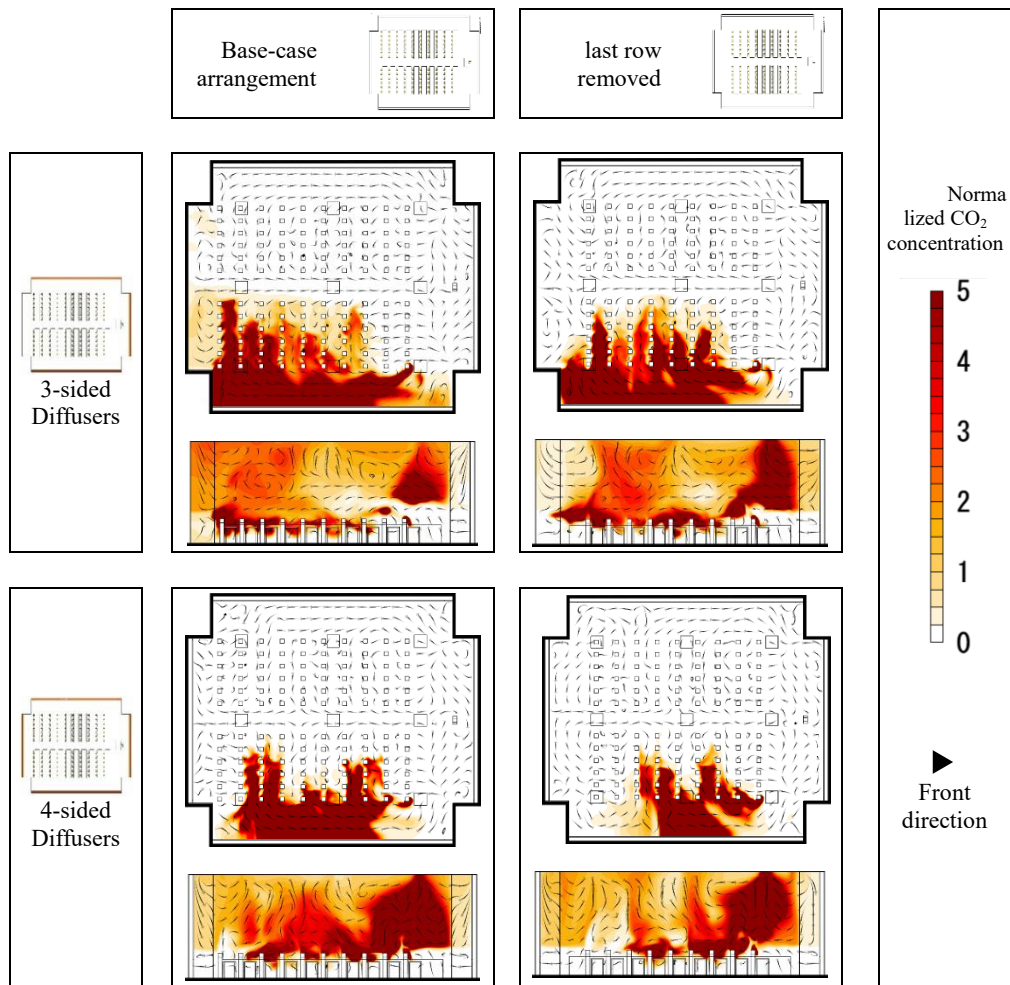 Base-case
arrangement
last row
removed
3-sided
Diffusers
4-sided
Diffusers
Norma
lized CO₂
concentration
5
4
3
2
1
0
Front
direction